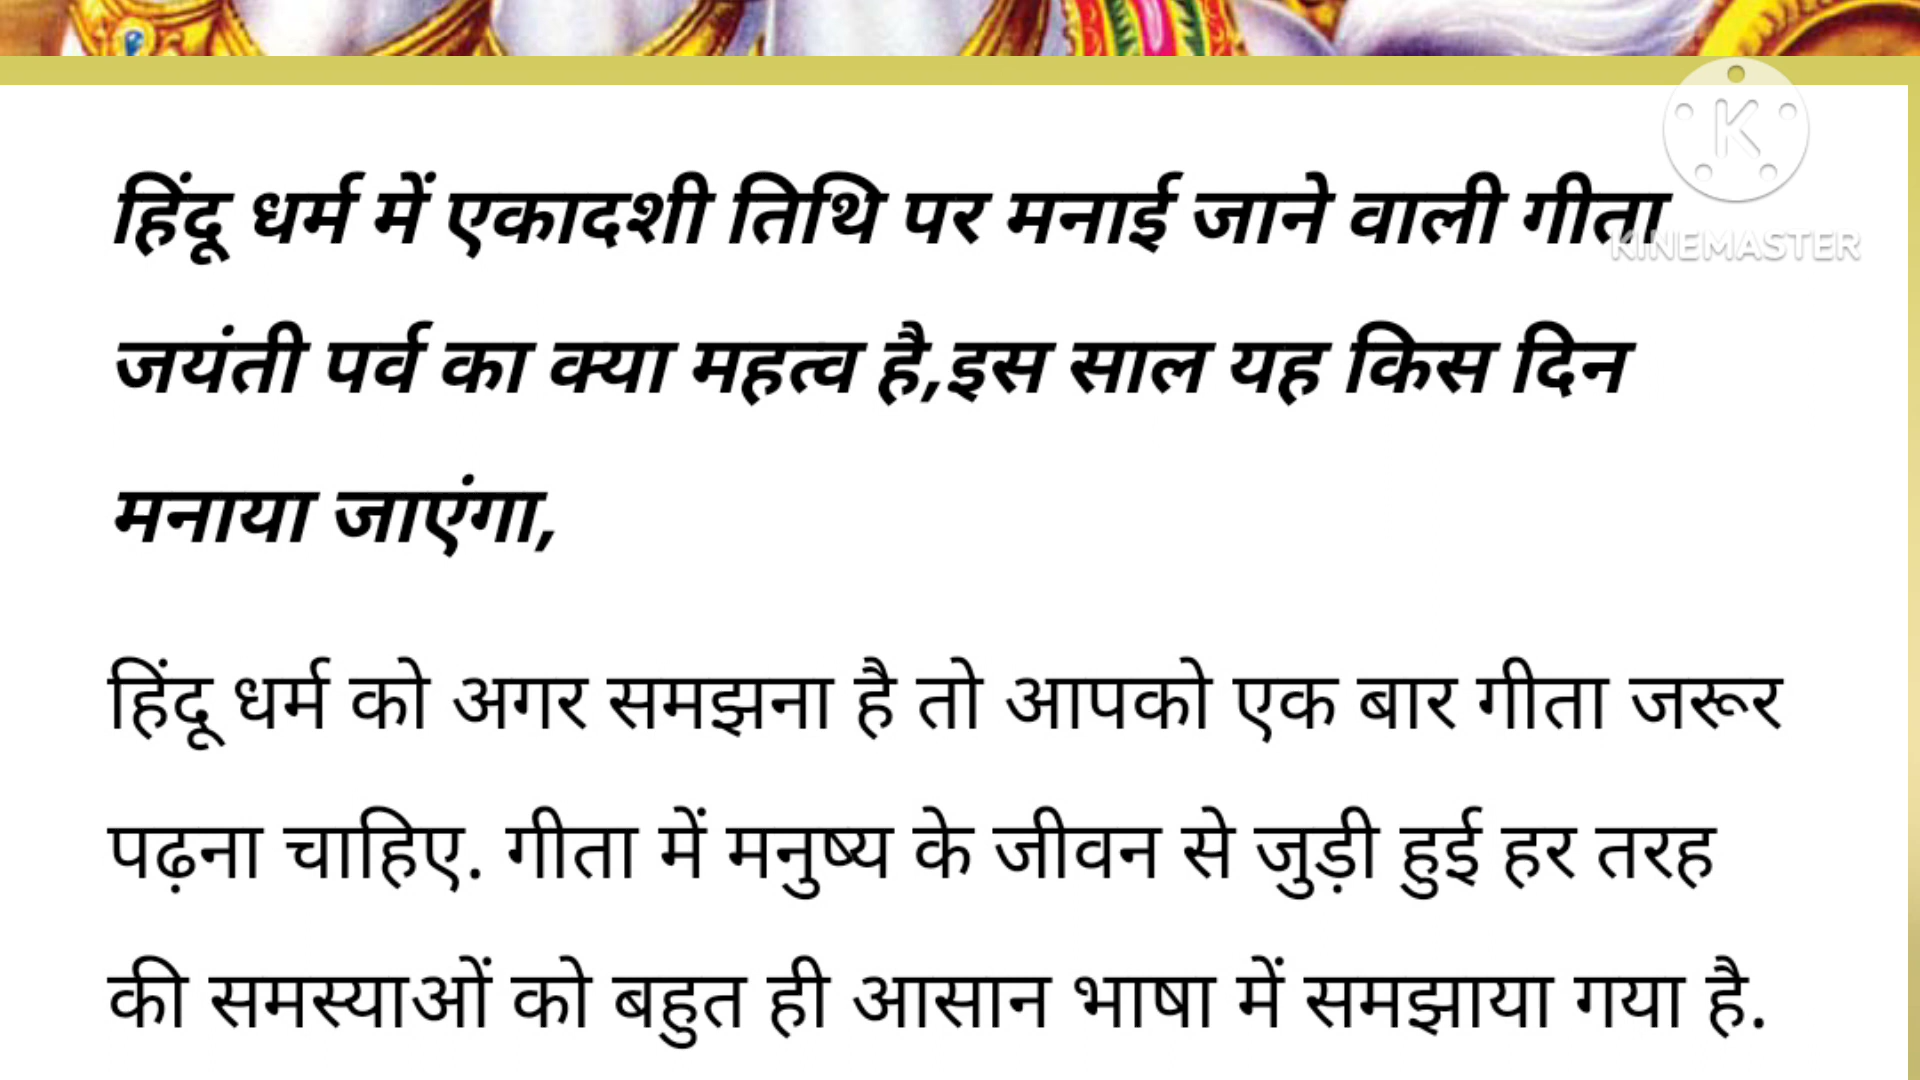 K
KINEMASTER
हिंदू धर्म में एकादशी तिथि पर मनाई जाने वाली गीता
जयंती पर्व का क्या महत्व है,इस साल यह किस दिन
मनाया जाएंगा,
हिंदू धर्म को अगर समझना है तो आपको एक बार गीता जरूर
पढ़ना चाहिए. गीता में मनुष्य के जीवन से जुड़ी हुई हर तरह
की समस्याओं को बहुत ही आसान भाषा में समझाया गया है.